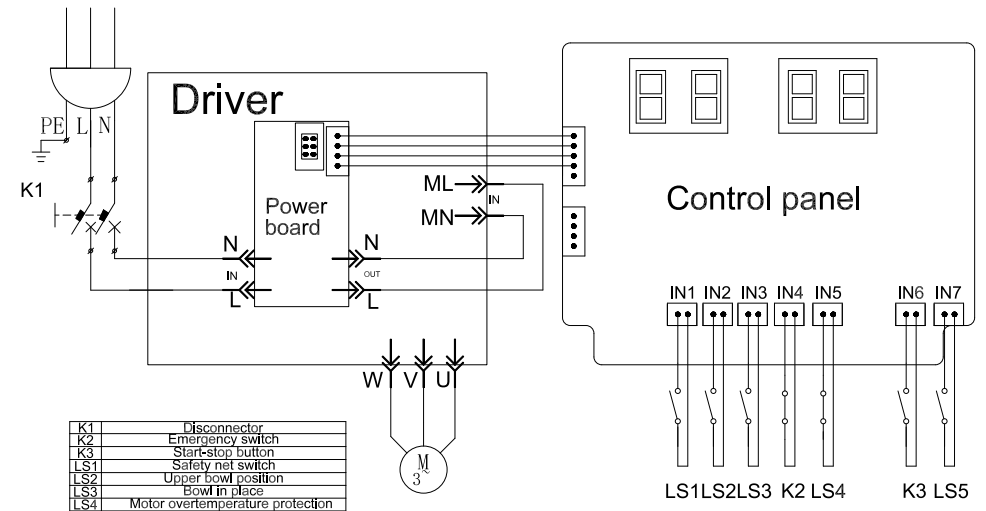 Driver
PE L N
K1
Power
board
ML
IN
MN
N
N
IN
OUT
L
L
W V U
M
3~
Control panel
IN1 IN2 IN3 IN4 IN5 IN6 IN7
LS1 LS2 LS3 K2 LS4 K3 LS5
K1 Disconnector
K2 Emergency switch
K3 Start-stop button
LS1 Safety net switch
LS2 Upper bowl position
LS3 Bowl in place
LS4 Motor overtemperature protection